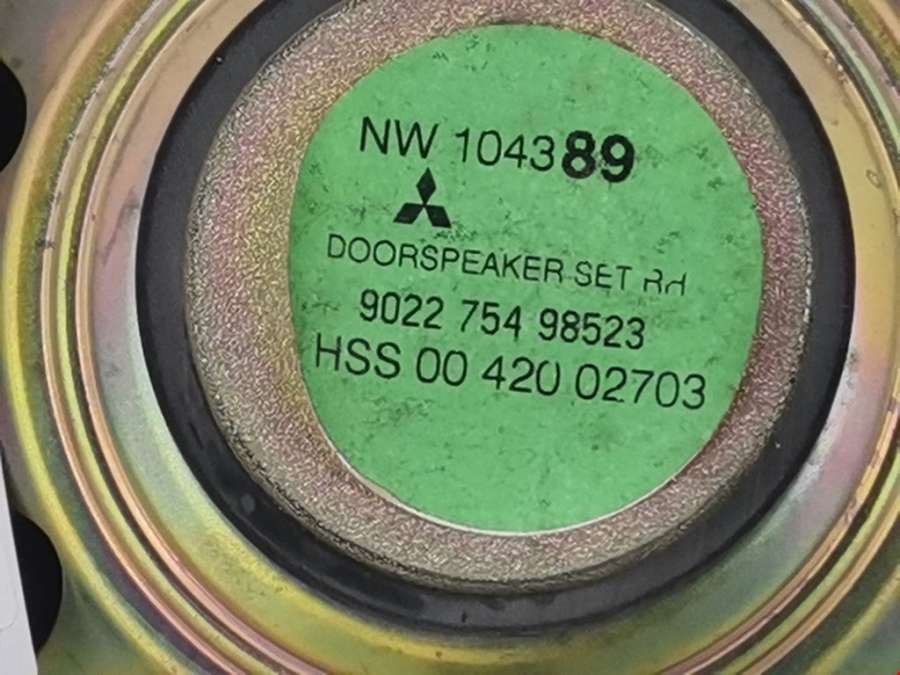 NW 104389
DOORSPEAKER SET Rd
9022 754 98523
HSS 00 420 02703